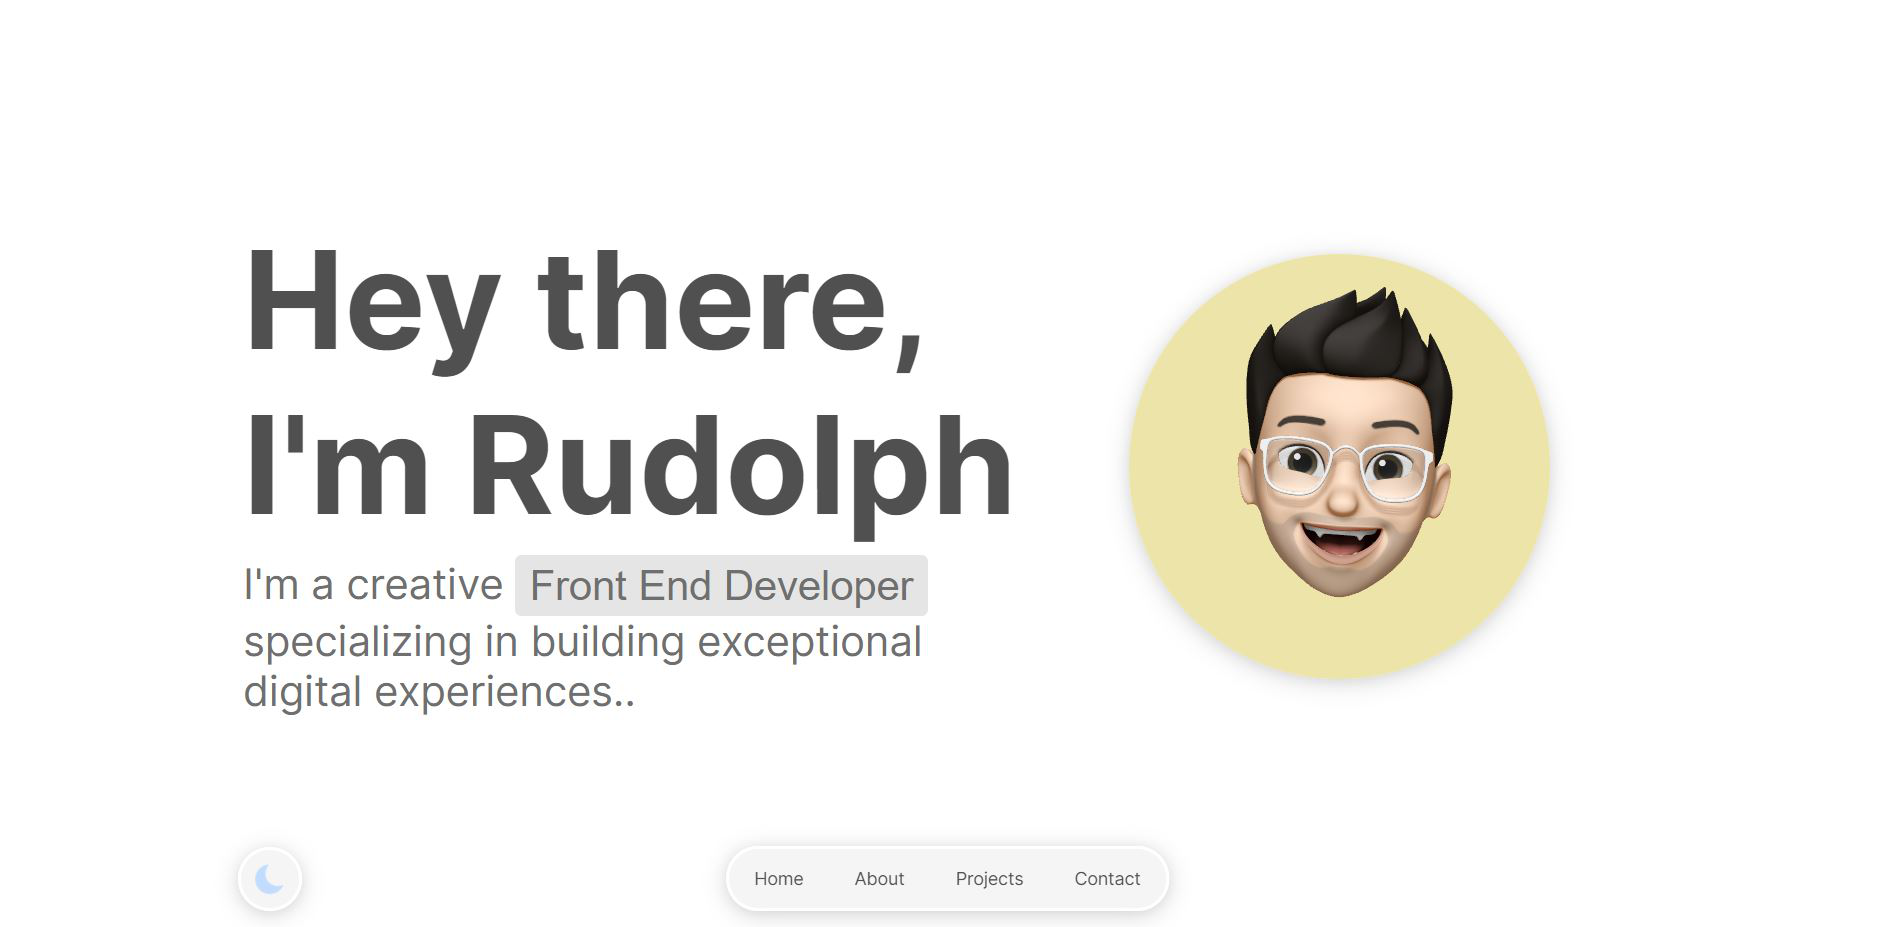 Hey there,
I'm Rudolph
I'm a creative Front End Developer
specializing in building exceptional
digital experiences..
Home About Projects Contact